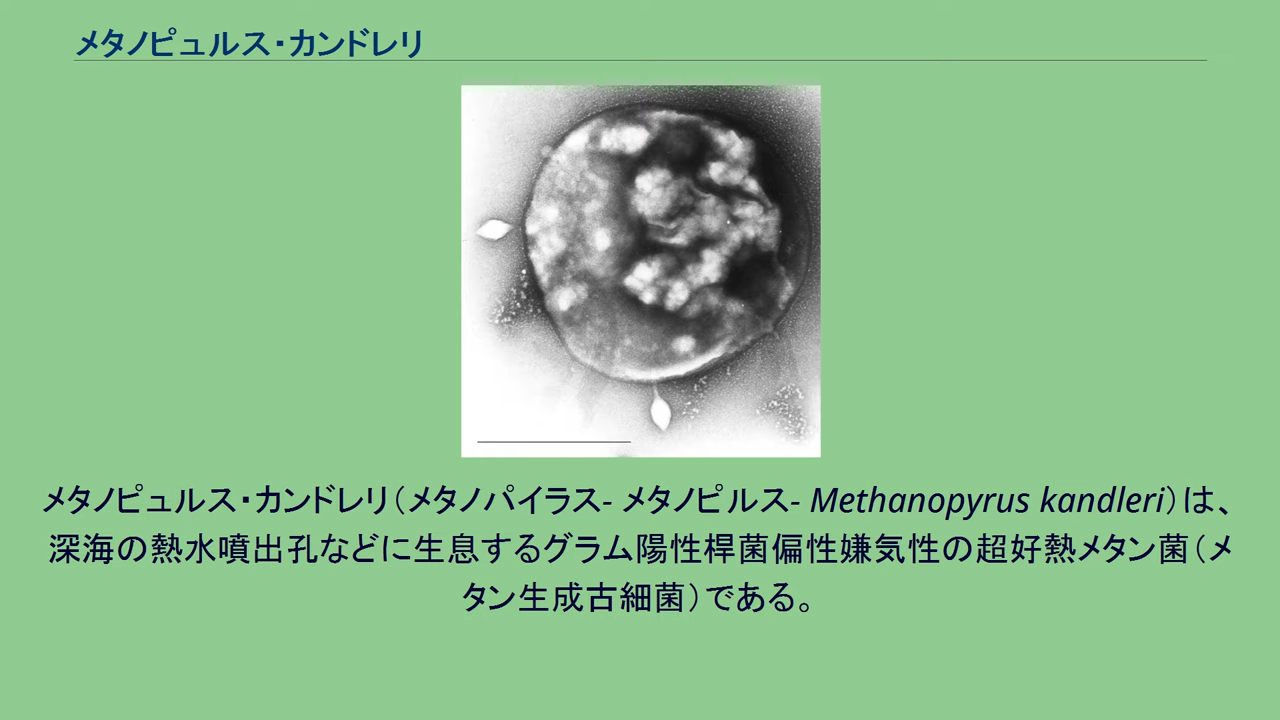 メタノピュルス・カンドレリ
メタノピュルス・カンドレリ（メタノパイラス- メタノピルス- Methanopyrus kandleri）は、
深海の熱水噴出孔などに生息するグラム陽性桿菌偏性嫌気性の超好熱メタン菌（メ
タン生成古細菌）である。